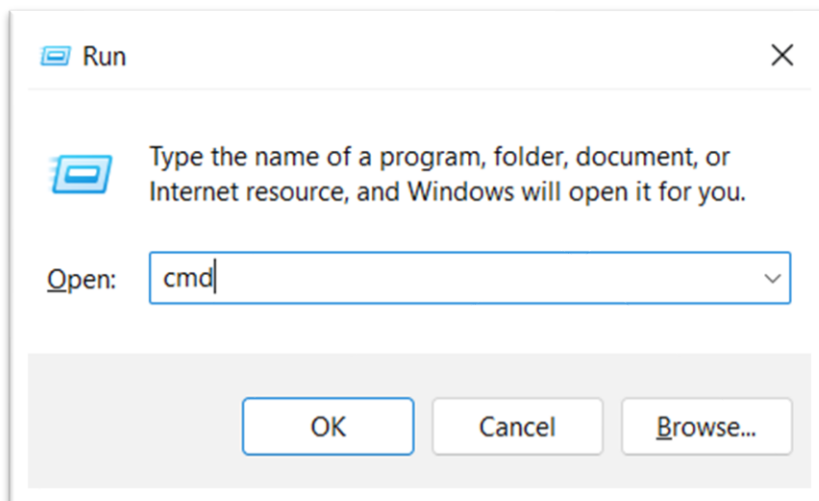 Run
Type the name of a program, folder, document, or
Internet resource, and Windows will open it for you.
Open: cmd
OK Cancel Browse...